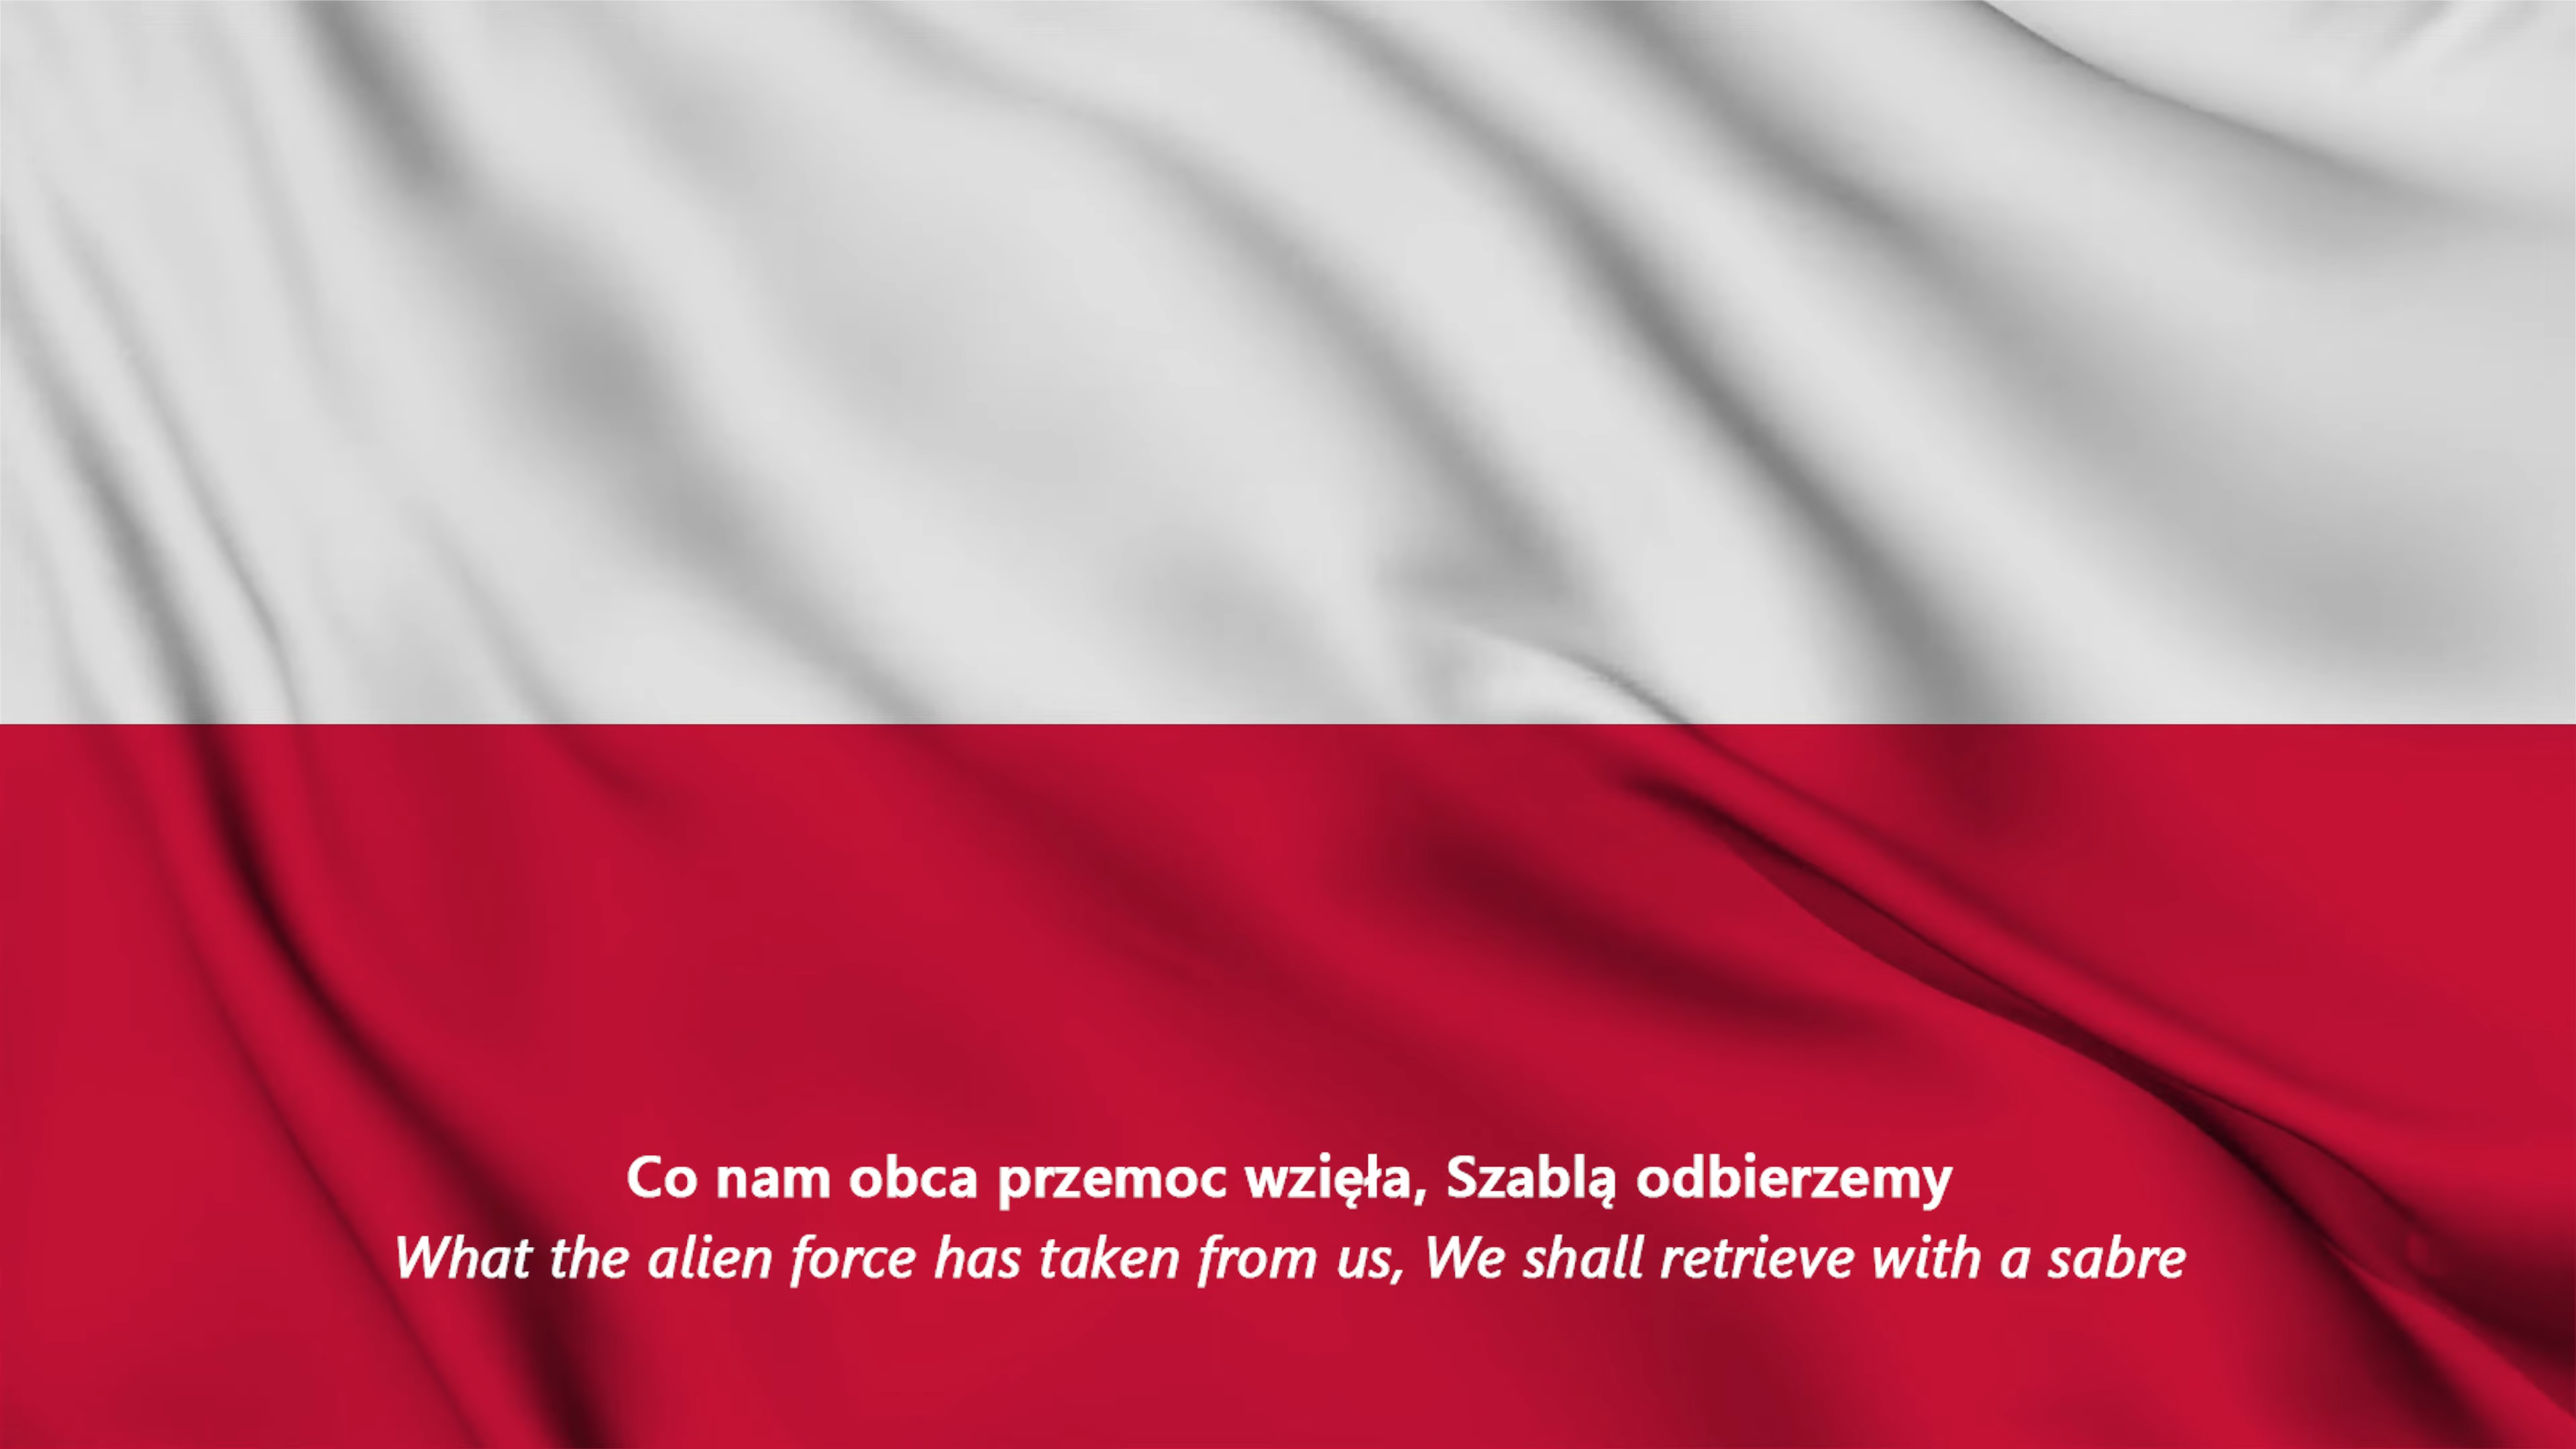 Co nam obca przemoc wzięła, Szablą odbierzemy
What the alien force has taken from us, We shall retrieve with a sabre